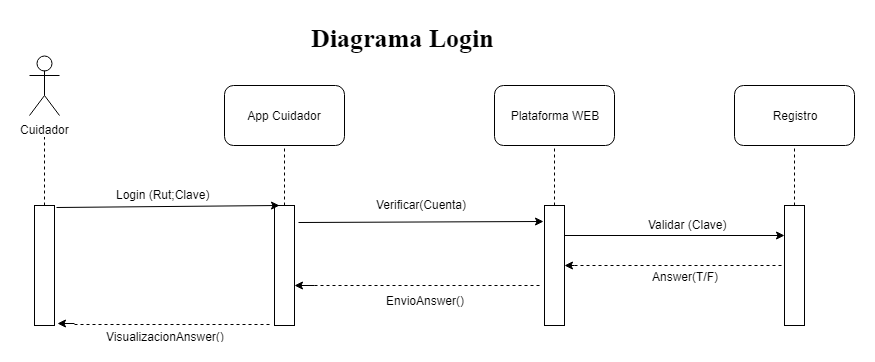 Diagrama Login
Cuidador
App Cuidador
Plataforma WEB
Registro
Login (Rut;Clave)
Verificar(Cuenta)
Validar (Clave)
Answer(T/F)
EnvioAnswer()
VisualizacionAnswer()